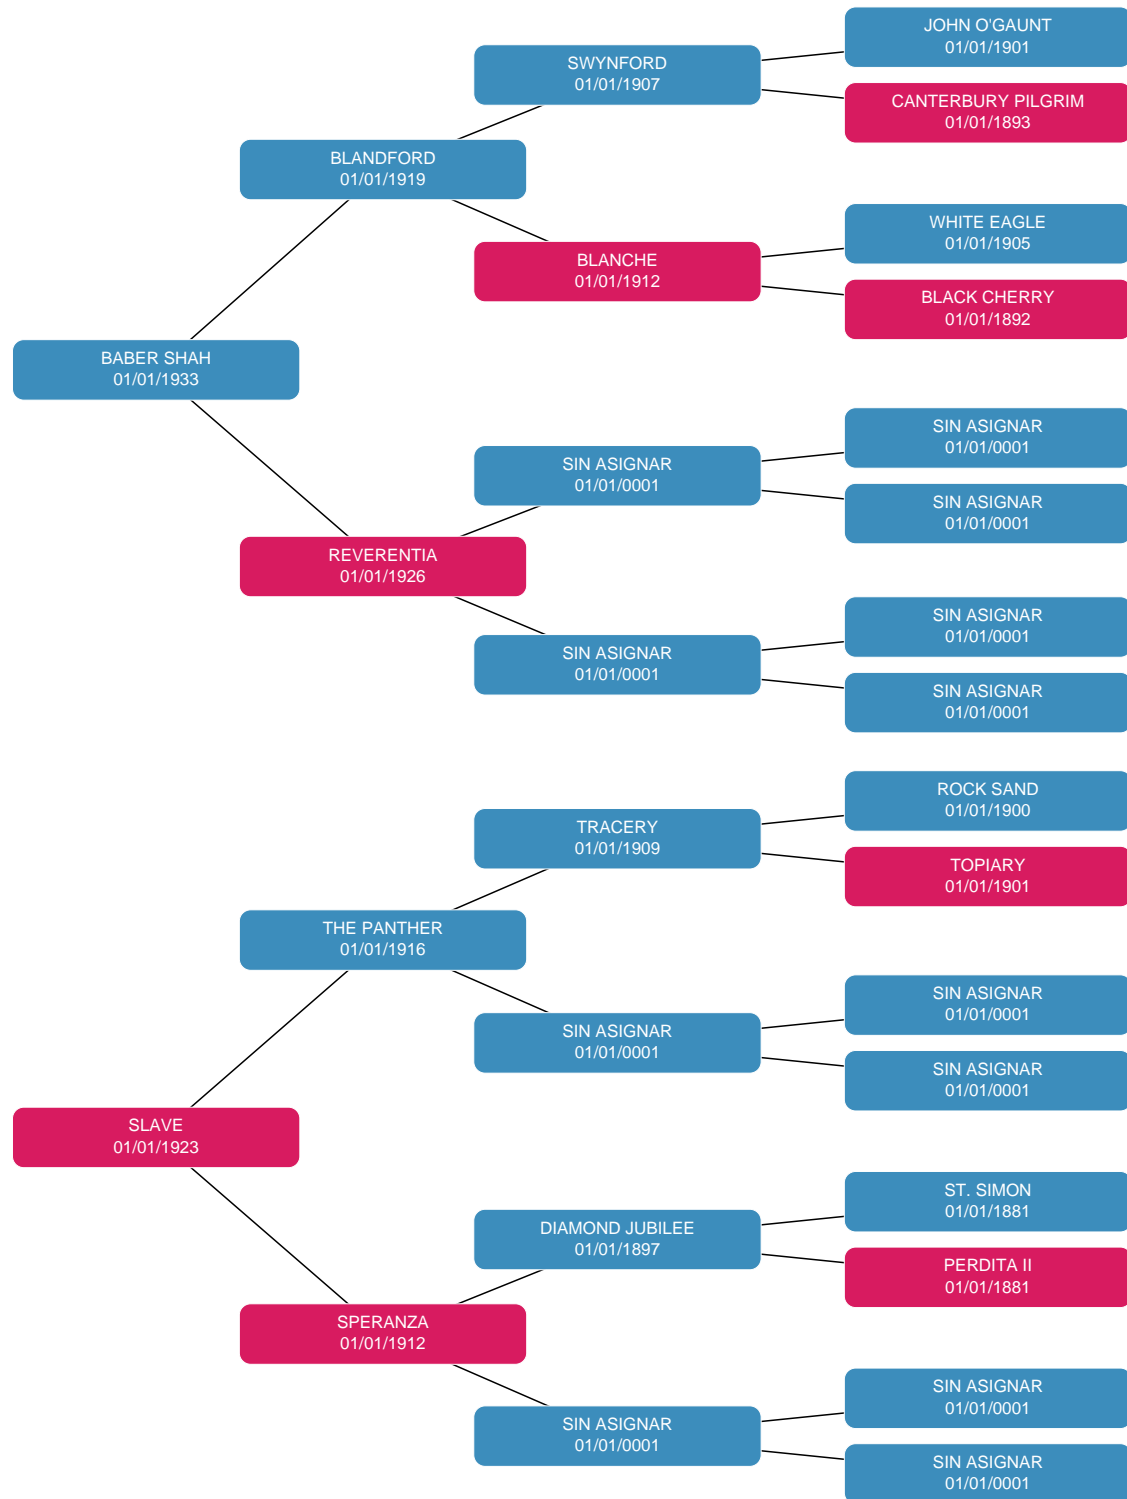 JOHN O'GAUNT
01/01/1901
SWYNFORD
01/01/1907
CANTERBURY PILGRIM
01/01/1893
BLANDFORD
01/01/1919
WHITE EAGLE
01/01/1905
BLANCHE
01/01/1912
BLACK CHERRY
01/01/1892
BABER SHAH
01/01/1933
SIN ASIGNAR
01/01/0001
SIN ASIGNAR
01/01/0001
SIN ASIGNAR
01/01/0001
REVERENTIA
01/01/1926
SIN ASIGNAR
01/01/0001
SIN ASIGNAR
01/01/0001
SIN ASIGNAR
01/01/0001
ROCK SAND
01/01/1900
TRACERY
01/01/1909
TOPIARY
01/01/1901
THE PANTHER
01/01/1916
SIN ASIGNAR
01/01/0001
SIN ASIGNAR
01/01/0001
SIN ASIGNAR
01/01/0001
SLAVE
01/01/1923
ST. SIMON
01/01/1881
DIAMOND JUBILEE
01/01/1897
PERDITA II
01/01/1881
SPERANZA
01/01/1912
SIN ASIGNAR
01/01/0001
SIN ASIGNAR
01/01/0001
SIN ASIGNAR
01/01/0001